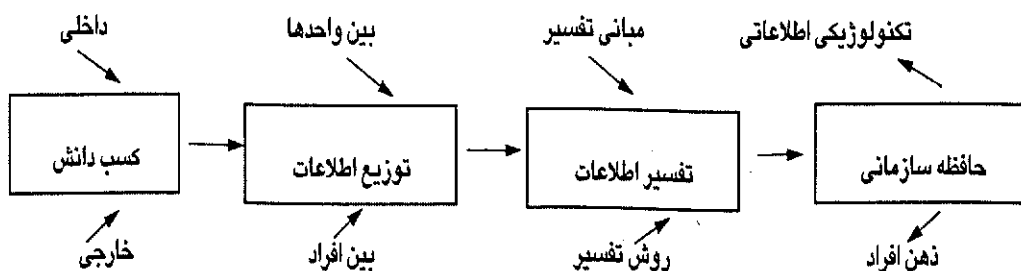 داخلی
بین واحدها
مبانی تفسیر
تکنولوژیکی اطلاعاتی
کسب دانش
توزیع اطلاعات
تفسیر اطلاعات
حافظه سازمانی
خارجی
بین افراد
روش تفسیر
ذهن افراد